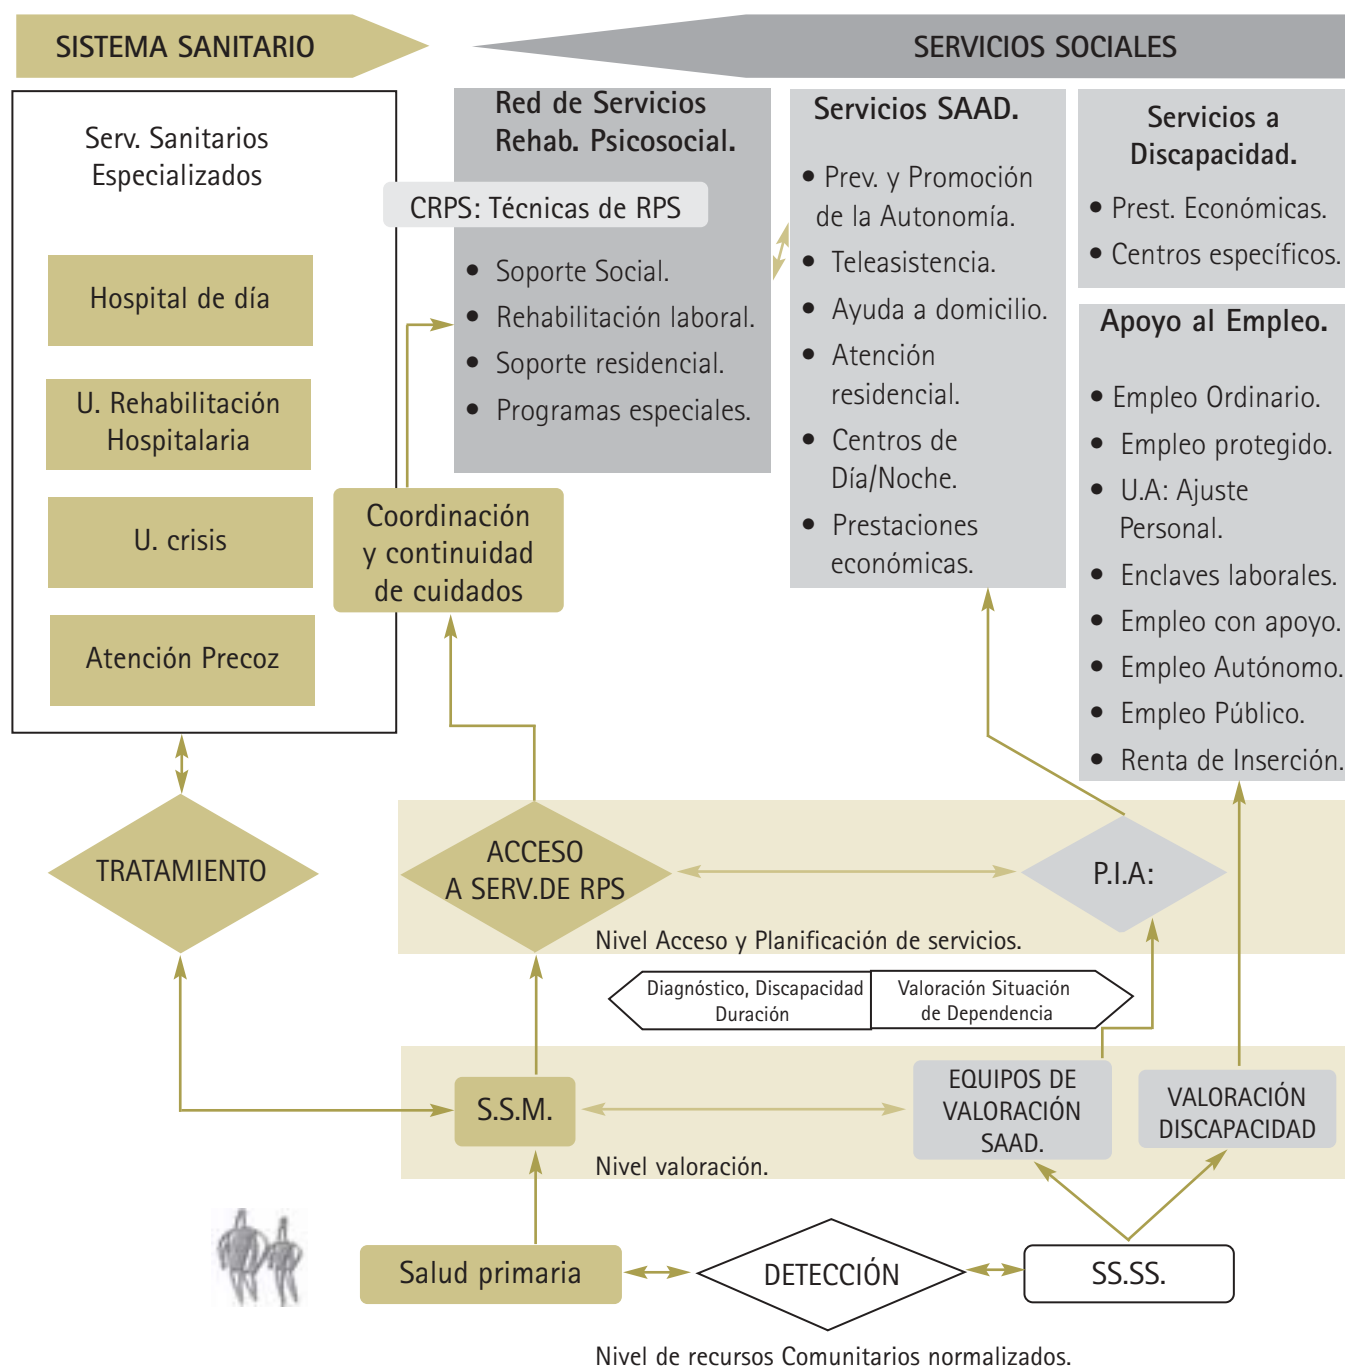 SISTEMA SANITARIO
SERVICIOS SOCIALES
Serv. Sanitarios
Especializados
Hospital de día
U. Rehabilitación
Hospitalaria
U. crisis
Atención Precoz
Red de Servicios
Rehab. Psicosocial.
CRPS: Técnicas de RPS
• Soporte Social.
• Rehabilitación laboral.
• Soporte residencial.
• Programas especiales.
Coordinación
y continuidad
de cuidados
Servicios SAAD.
• Prev. y Promoción
de la Autonomía.
• Teleasistencia.
• Ayuda a domicilio.
• Atención
residencial.
• Centros de
Día/Noche.
• Prestaciones
económicas.
Servicios a
Discapacidad.
• Prest. Económicas.
• Centros específicos.
Apoyo al Empleo.
• Empleo Ordinario.
• Empleo protegido.
• U.A: Ajuste
Personal.
• Enclaves laborales.
• Empleo con apoyo.
• Empleo Autónomo.
• Empleo Público.
• Renta de Inserción.
TRATAMIENTO
ACCESO
A SERV.DE RPS
P.I.A:
Nivel Acceso y Planificación de servicios.
Diagnóstico, Discapacidad
Duración
Valoración Situación
de Dependencia
S.S.M.
EQUIPOS DE
VALORACIÓN
SAAD.
VALORACIÓN
DISCAPACIDAD
Nivel valoración.
Salud primaria
DETECCIÓN
SS.SS.
Nivel de recursos Comunitarios normalizados.